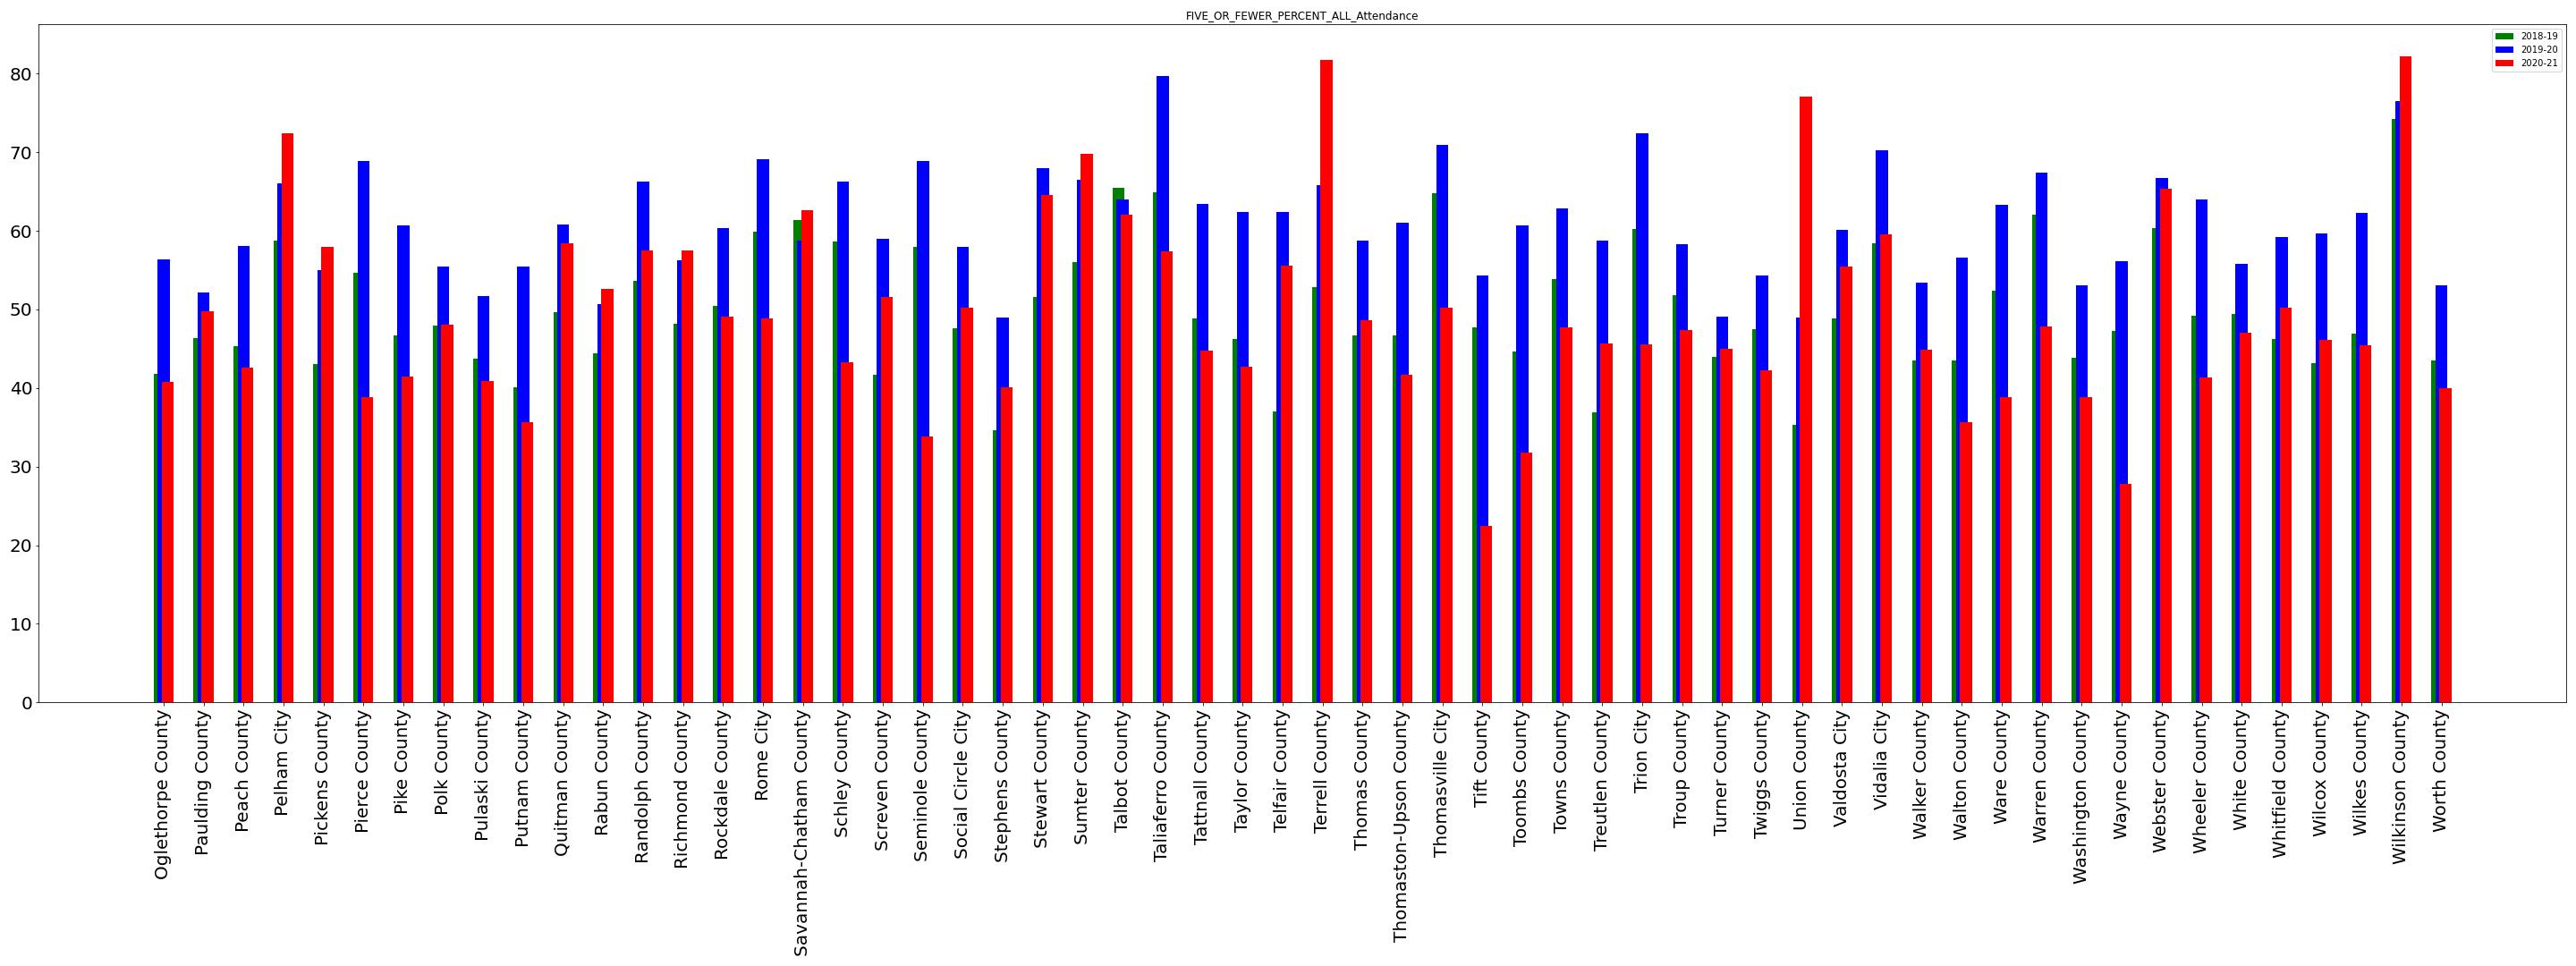 FIVE_OR_FEWER_PERCENT_ALL_Attendance
2018-19
2019-20
2020-21
80
70
60
50
40
30
20
10
0
Oglethorpe County
Paulding County
Peach County
Pelham City
Pickens County
Pierce County
Pike County
Polk County
Pulaski County
Putnam County
Quitman County
Rabun County
Randolph County
Richmond County
Rockdale County
Rome City
Savannah-Chatham County
Schley County
Screven County
Seminole County
Social Circle City
Stephens County
Stewart County
Sumter County
Talbot County
Taliaferro County
Tattnall County
Taylor County
Telfair County
Terrell County
Thomas County
Thomaston-Upson County
Thomasville City
Tift County
Toombs County
Towns County
Treutlen County
Trion City
Troup County
Turner County
Twiggs County
Union County
Valdosta City
Vidalia City
Walker County
Walton County
Ware County
Warren County
Washington County
Wayne County
Webster County
Wheeler County
White County
Whitfield County
Wilcox County
Wilkes County
Wilkinson County
Worth County